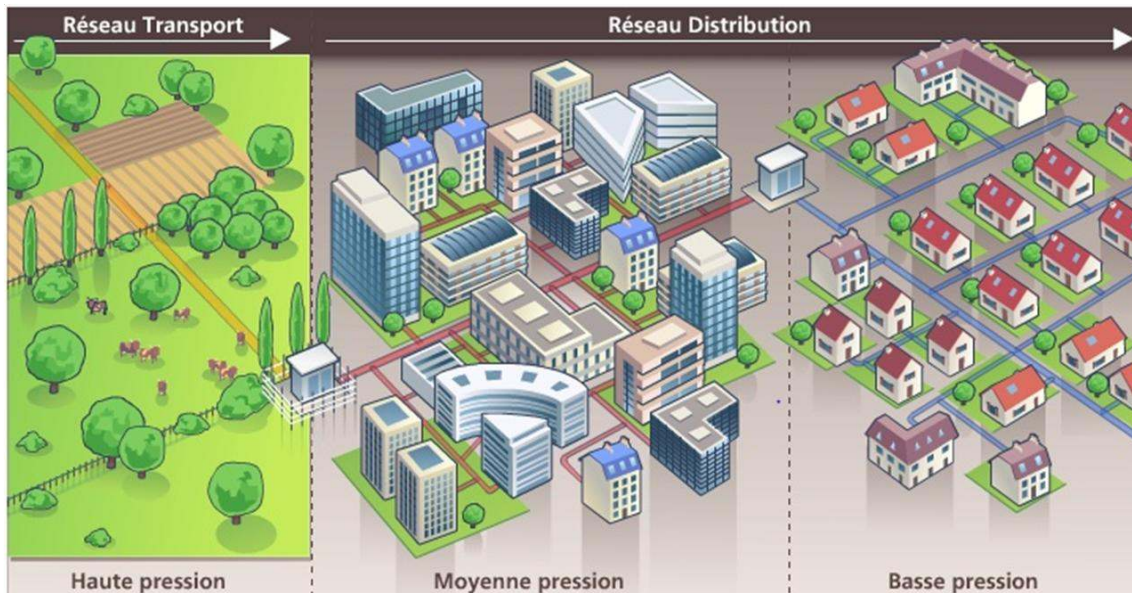 Réseau Transport
Réseau Distribution
Haute pression
Moyenne pression
Basse pression